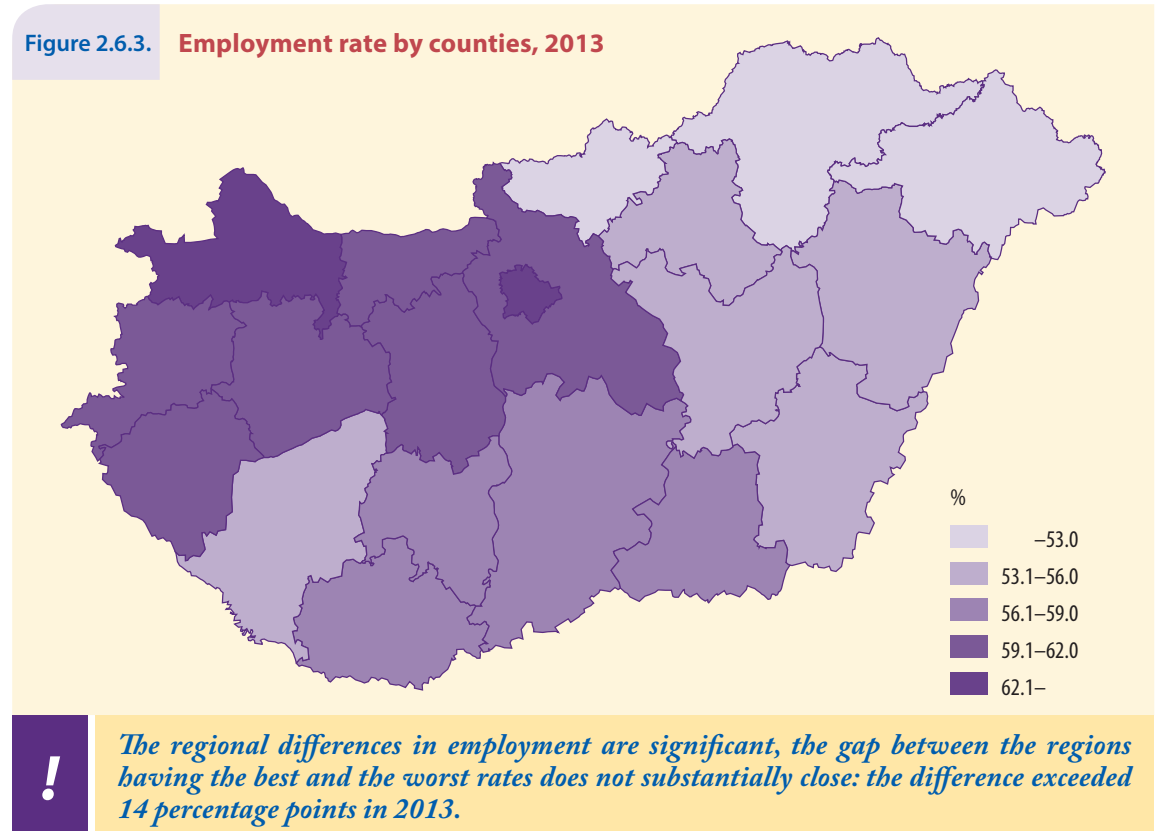 Figure 2.6.3. Employment rate by counties, 2013
%
–53.0
53.1–56.0
56.1–59.0
59.1–62.0
62.1–
!
The regional differences in employment are significant, the gap between the regions
having the best and the worst rates does not substantially close: the difference exceeded
14 percentage points in 2013.